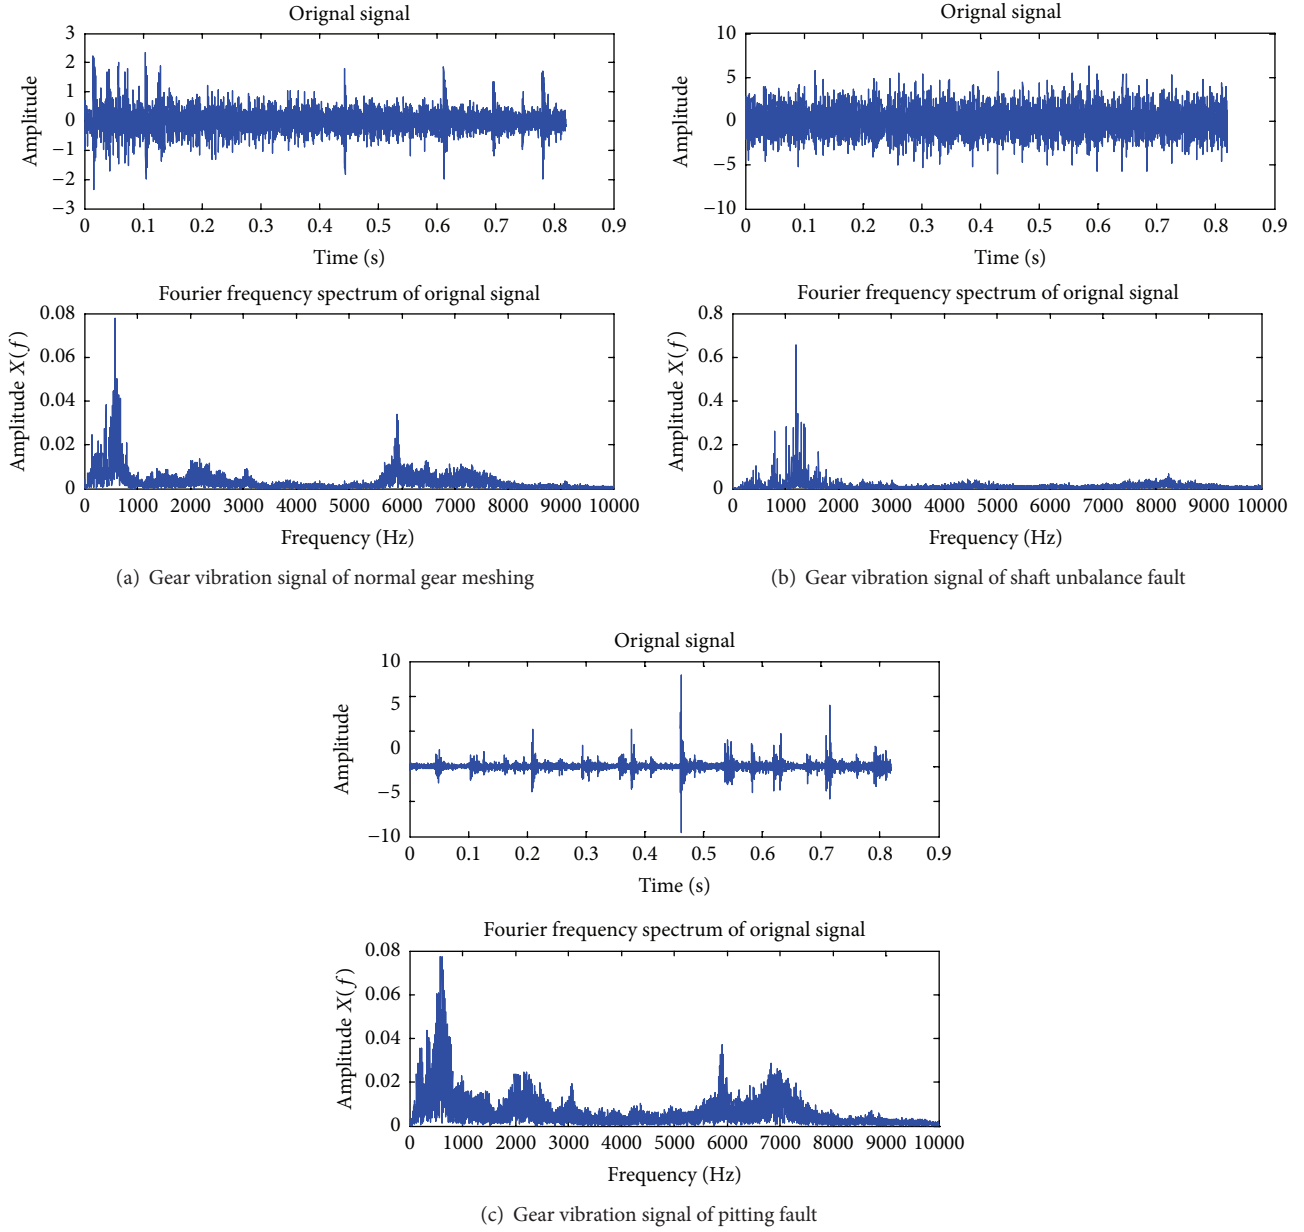 Orignal signal
Amplitude
3
2
1
0
−1
−2
−3
0 0.1 0.2 0.3 0.4 0.5 0.6 0.7 0.8 0.9
Time (s)
Fourier frequency spectrum of orignal signal
Amplitude X(f)
0.08
0.06
0.04
0.02
0
0 1000 2000 3000 4000 5000 6000 7000 8000 9000 10000
Frequency (Hz)
(a) Gear vibration signal of normal gear meshing
Orignal signal
Amplitude
10
5
0
−5
−10
0 0.1 0.2 0.3 0.4 0.5 0.6 0.7 0.8 0.9
Time (s)
Fourier frequency spectrum of orignal signal
Amplitude X(f)
0.8
0.6
0.4
0.2
0
0 1000 2000 3000 4000 5000 6000 7000 8000 9000 10000
Frequency (Hz)
(b) Gear vibration signal of shaft unbalance fault
Orignal signal
Amplitude
10
5
0
−5
−10
0 0.1 0.2 0.3 0.4 0.5 0.6 0.7 0.8 0.9
Time (s)
Fourier frequency spectrum of orignal signal
Amplitude X(f)
0.08
0.06
0.04
0.02
0
0 1000 2000 3000 4000 5000 6000 7000 8000 9000 10000
Frequency (Hz)
(c) Gear vibration signal of pitting fault